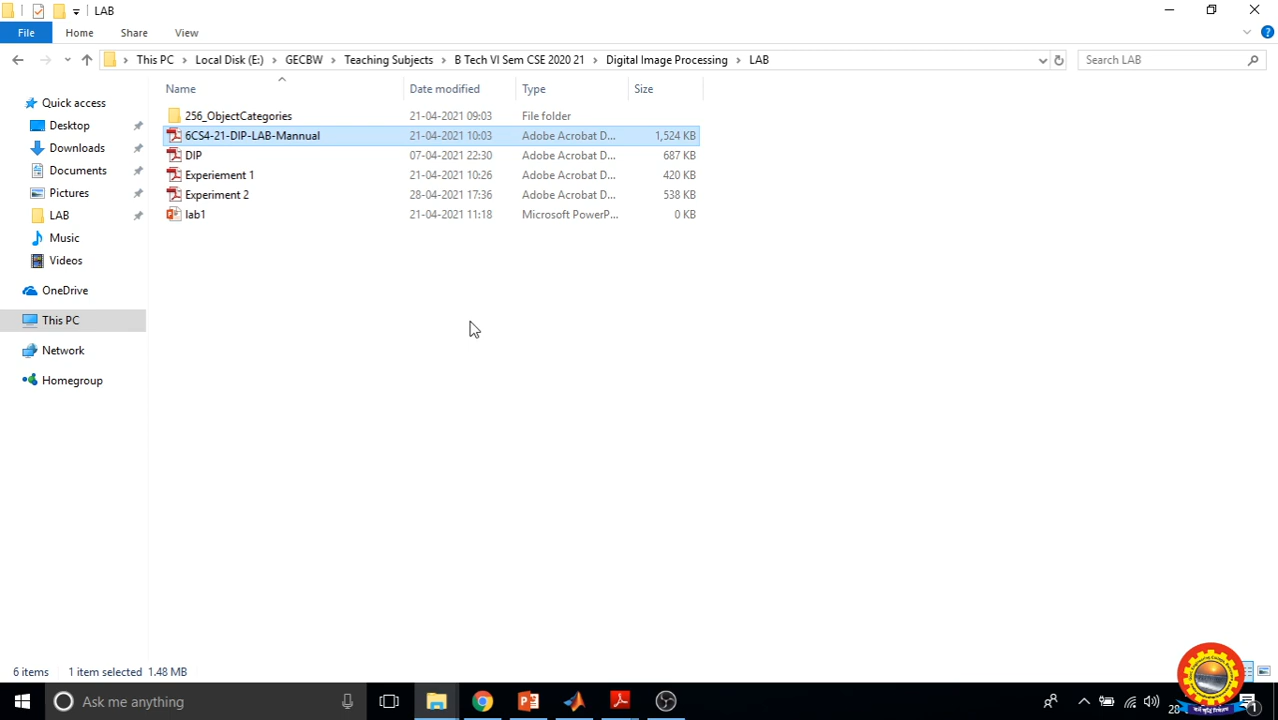 LAB
File Home Share View
This PC Local Disk (E:) GECBW Teaching Subjects B Tech VI Sem CSE 2020 21 Digital Image Processing LAB Search LAB
Name Date modified Type Size
Quick access
Desktop
Downloads
Documents
Pictures
LAB
Music
Videos
OneDrive
This PC
Network
Homegroup
256_ObjectCategories 21-04-2021 09:03 File folder
6CS4-21-DIP-LAB-Mannual 21-04-2021 10:03 Adobe Acrobat D... 1,524 KB
DIP 07-04-2021 22:30 Adobe Acrobat D... 687 KB
Experiement 1 21-04-2021 10:26 Adobe Acrobat D... 420 KB
Experiment 2 28-04-2021 17:36 Adobe Acrobat D... 538 KB
lab1 21-04-2021 11:18 Microsoft PowerP... 0 KB
6 items 1 item selected 1.48 MB
Ask me anything